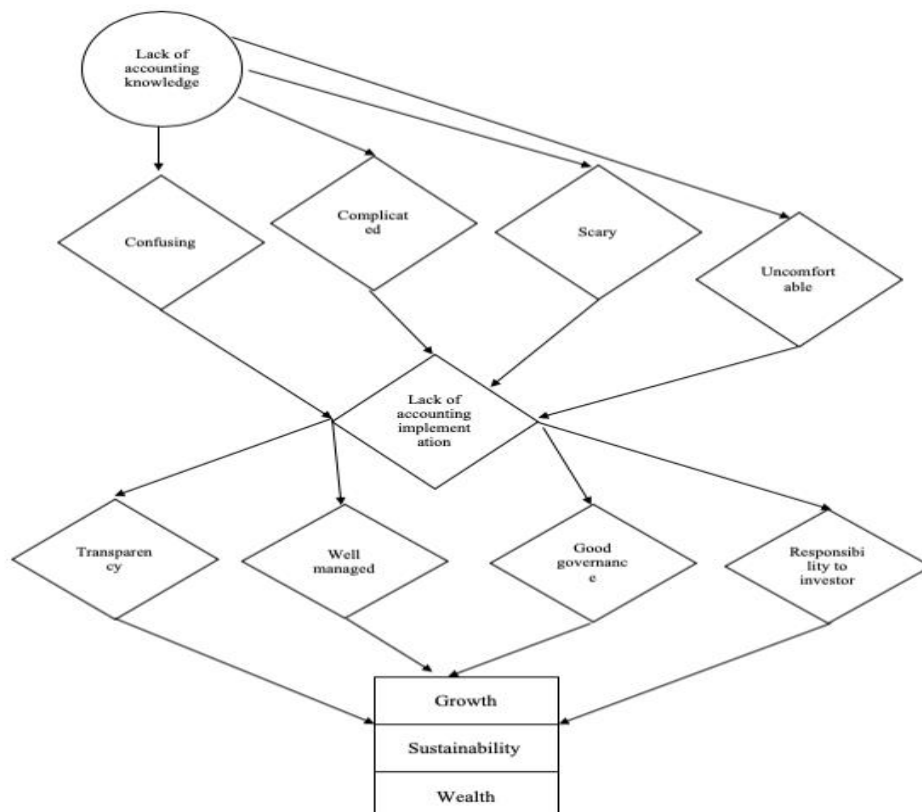 Lack of
accounting
knowledge
Confusing
Complicat
ed
Scary
Uncomfort
able
Lack of
accounting
implement
ation
Transparen
cy
Well
managed
Good
governanc
e
Responsibi
lity to
investor
Growth
Sustainability
Wealth